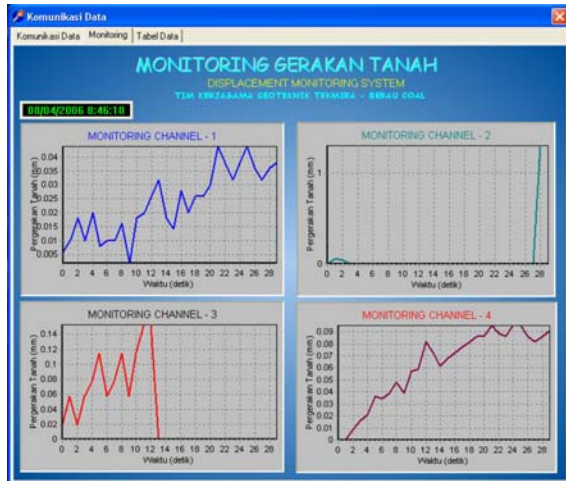 Komunikasi Data
Komunikasi Data Monitoring Tabel Data
MONITORING GERAKAN TANAH
DISPLACEMENT MONITORING SYSTEM
TIM KERJASAMA GEOTEKNIK TEKMIRA - BERAU COAL
08/04/2006 8:46:10
MONITORING CHANNEL - 1
Pergerakan Tanah (mm)
0.04
0.035
0.03
0.025
0.02
0.015
0.01
0.005
0 2 4 6 8 10 12 14 16 18 20 22 24 26 28
Waktu (detik)
MONITORING CHANNEL - 2
Pergerakan Tanah (mm)
1
0
0 2 4 6 8 10 12 14 16 18 20 22 24 26 28
Waktu (detik)
MONITORING CHANNEL - 3
Pergerakan Tanah (mm)
0.14
0.12
0.1
0.08
0.06
0.04
0.02
0
0 2 4 6 8 10 12 14 16 18 20 22 24 26 28
Waktu (detik)
MONITORING CHANNEL - 4
Pergerakan Tanah (mm)
0.09
0.08
0.07
0.06
0.05
0.04
0.03
0.02
0.01
0
0 2 4 6 8 10 12 14 16 18 20 22 24 26 28
Waktu (detik)